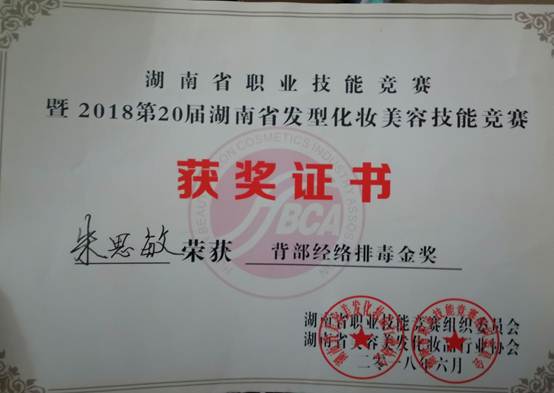 湖南省职业技能竞赛
暨2018第20届湖南省发型化妆美容技能竞赛
获奖证书
HBCA
朱思敏 荣获 背部经络排毒金奖
湖南省职业技能竞赛组织委员会
湖南省美容美发化妆品行业协会
二零一八年六月